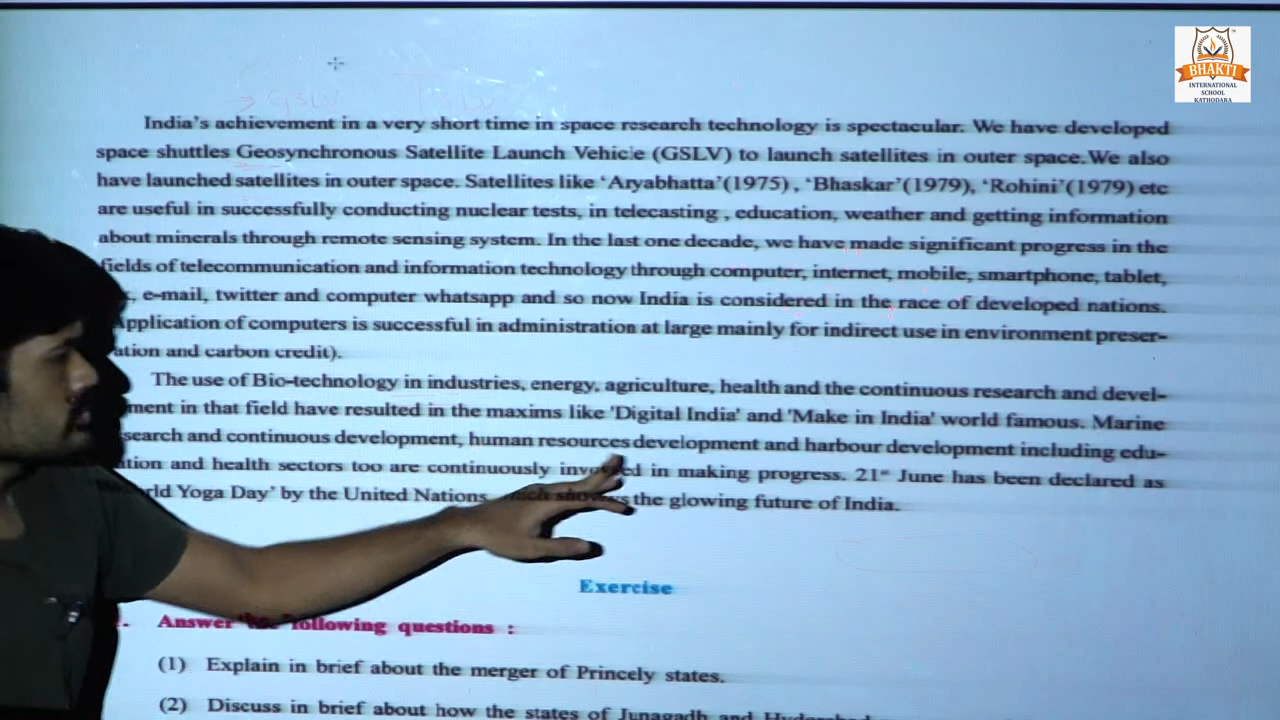 BHAKTI
INTERNATIONAL
SCHOOL
KATHODARA
GSLV
India's achievement in a very short time in space research technology is spectacular. We have developed
space shuttles Geosynchronous Satellite Launch Vehicle (GSLV) to launch satellites in outer space.We also
have launched satellites in outer space. Satellites like 'Aryabhatta'(1975) , 'Bhaskar'(1979), 'Rohini'(1979) etc
are useful in successfully conducting nuclear tests, in telecasting , education, weather and getting information
about minerals through remote sensing system. In the last one decade, we have made significant progress in the
fields of telecommunication and information technology through computer, internet, mobile, smartphone, tablet,
e-mail, twitter and computer whatsapp and so now India is considered in the race of developed nations.
Application of computers is successful in administration at large mainly for indirect use in environment preser-
ation and carbon credit).
The use of Bio-technology in industries, energy, agriculture, health and the continuous research and devel-
ment in that field have resulted in the maxims like 'Digital India' and 'Make in India' world famous. Marine
search and continuous development, human resources development and harbour development including edu-
tion and health sectors too are continuously in making progress. 21st June has been declared as
rld Yoga Day' by the United Nations, the glowing future of India.
Exercise
Answer following questions :
(1) Explain in brief about the merger of Princely states.
(2) Discuss in brief about how the states of Junagadh and Hyderabad